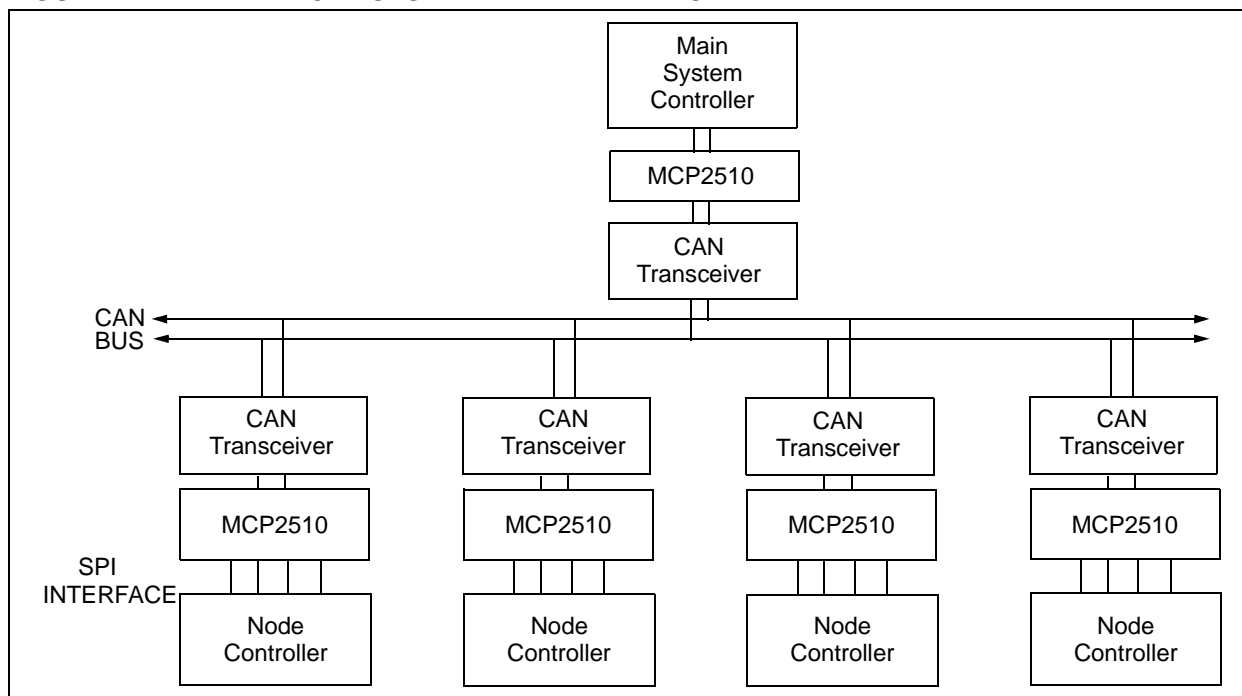 Main
System
Controller
MCP2510
CAN
Transceiver
CAN
BUS
CAN
Transceiver
CAN
Transceiver
CAN
Transceiver
CAN
Transceiver
MCP2510
MCP2510
MCP2510
MCP2510
SPI
INTERFACE
Node
Controller
Node
Controller
Node
Controller
Node
Controller